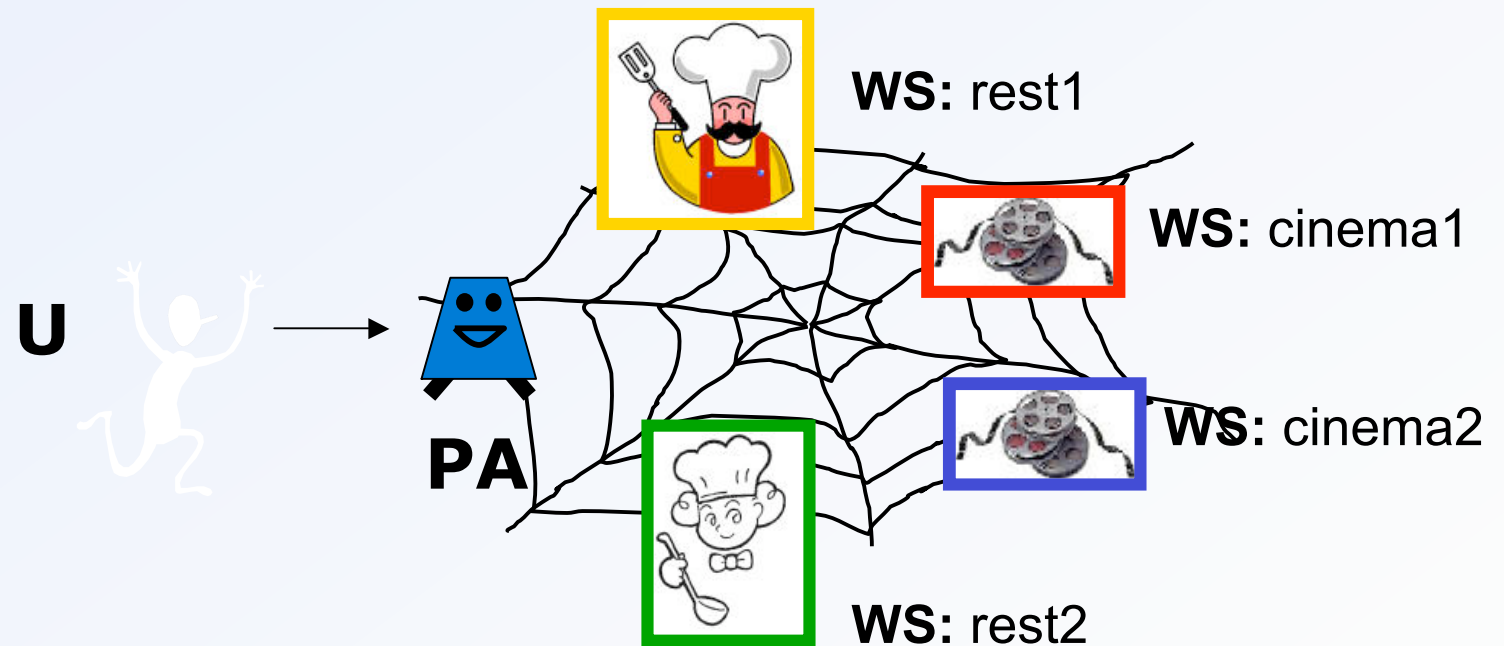 WS: rest1
WS: cinema1
U
PA
WS: cinema2
WS: rest2